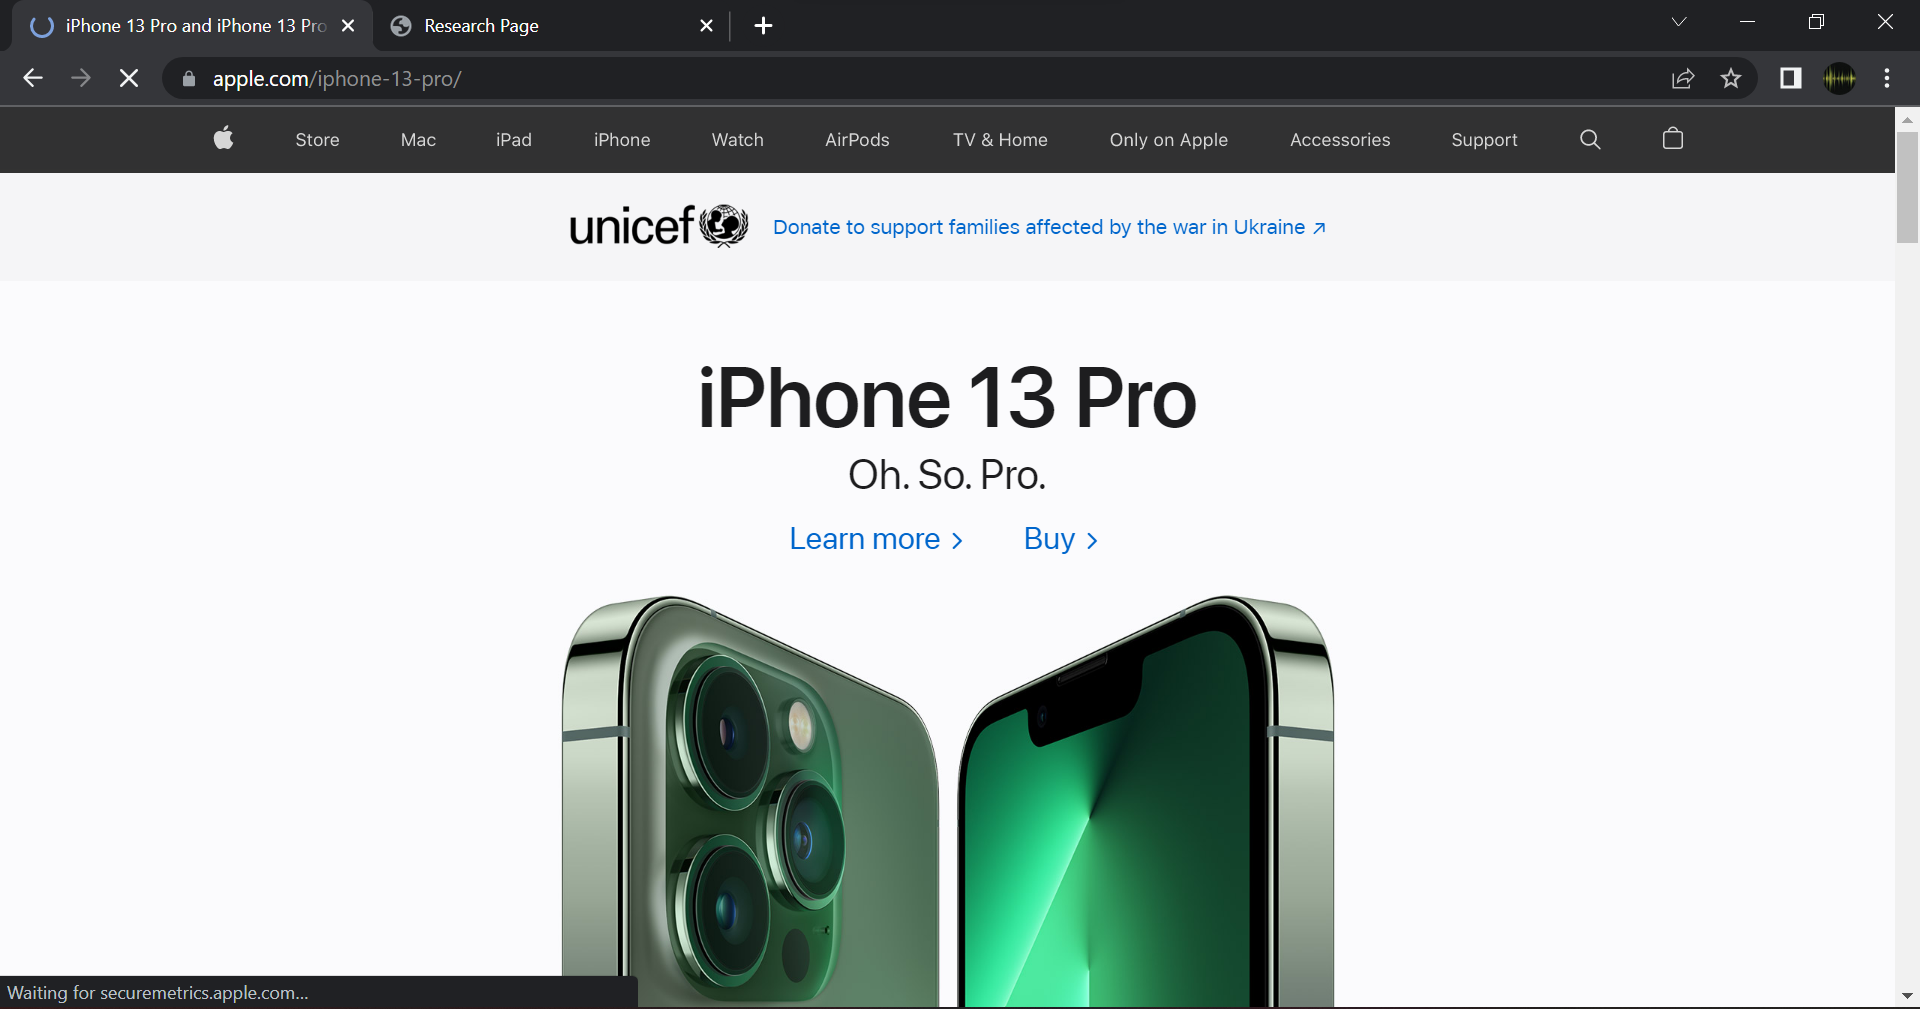 iPhone 13 Pro and iPhone 13 Pro
Research Page
apple.com/iphone-13-pro/
Store Mac iPad iPhone Watch AirPods TV & Home Only on Apple Accessories Support
unicef Donate to support families affected by the war in Ukraine ↗
iPhone 13 Pro
Oh. So. Pro.
Learn more > Buy >
Waiting for securemetrics.apple.com...